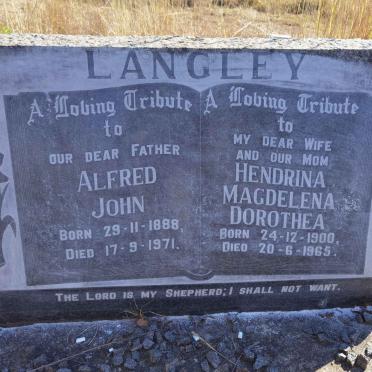 LANGLEY
A Loving Tribute
to
OUR DEAR FATHER
ALFRED
JOHN
BORN 29-11-1888,
DIED 17-9-1971.
A Loving Tribute
to
MY DEAR WIFE
AND OUR MOM
HENDRINA
MAGDELENA
DOROTHEA
BORN 24-12-1900,
DIED 20-6-1965.
THE LORD IS MY SHEPHERD; I SHALL NOT WANT.